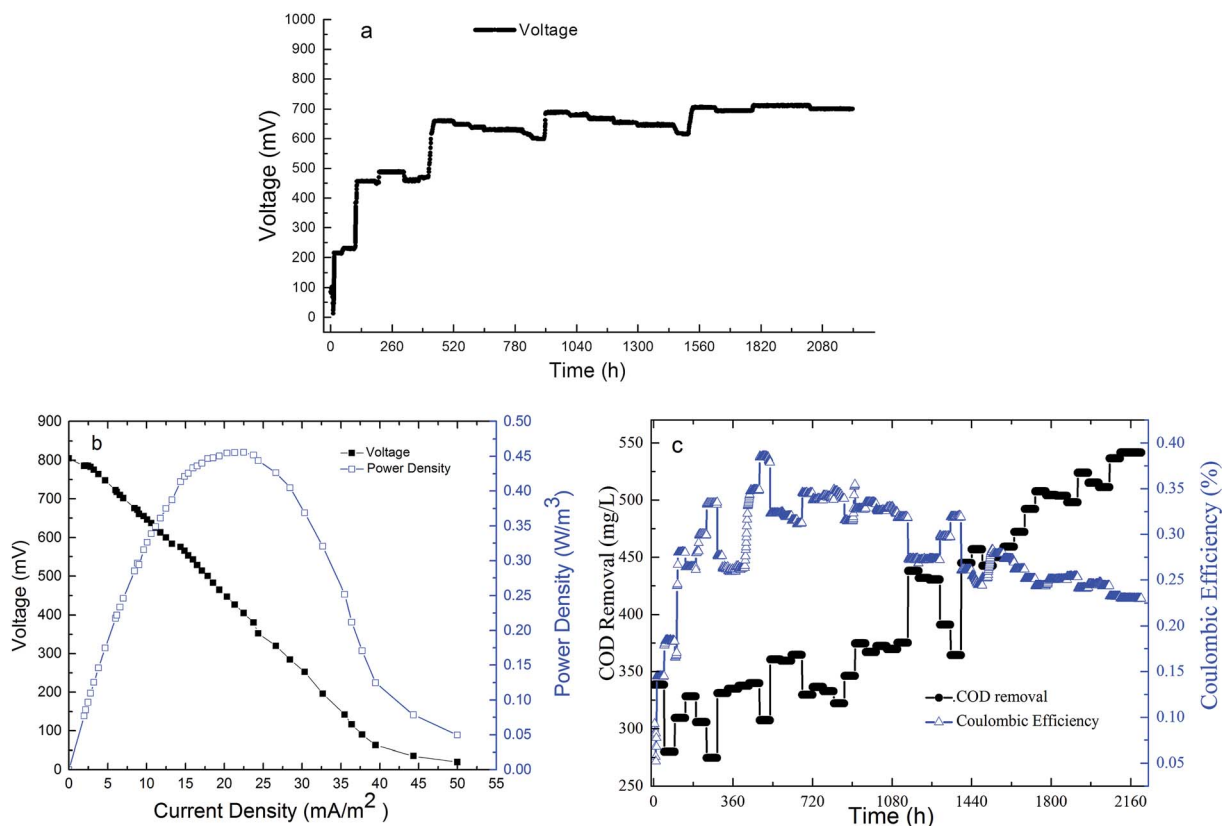 a
Voltage
1000
900
800
700
600
500
400
300
200
100
0
Voltage (mV)
0 260 520 780 1040 1300 1560 1820 2080
Time (h)
b
Voltage
Power Density
900
800
700
600
500
400
300
200
100
0
Voltage (mV)
0.50
0.45
0.40
0.35
0.30
0.25
0.20
0.15
0.10
0.05
0.00
Power Density (W/m³)
0 5 10 15 20 25 30 35 40 45 50 55
Current Density (mA/m²)
c
550
500
450
400
350
300
250
COD Removal (mg/L)
0.40
0.35
0.30
0.25
0.20
0.15
0.10
0.05
Coulombic Efficiency (%)
COD removal
Coulombic Efficiency
0 360 720 1080 1440 1800 2160
Time (h)